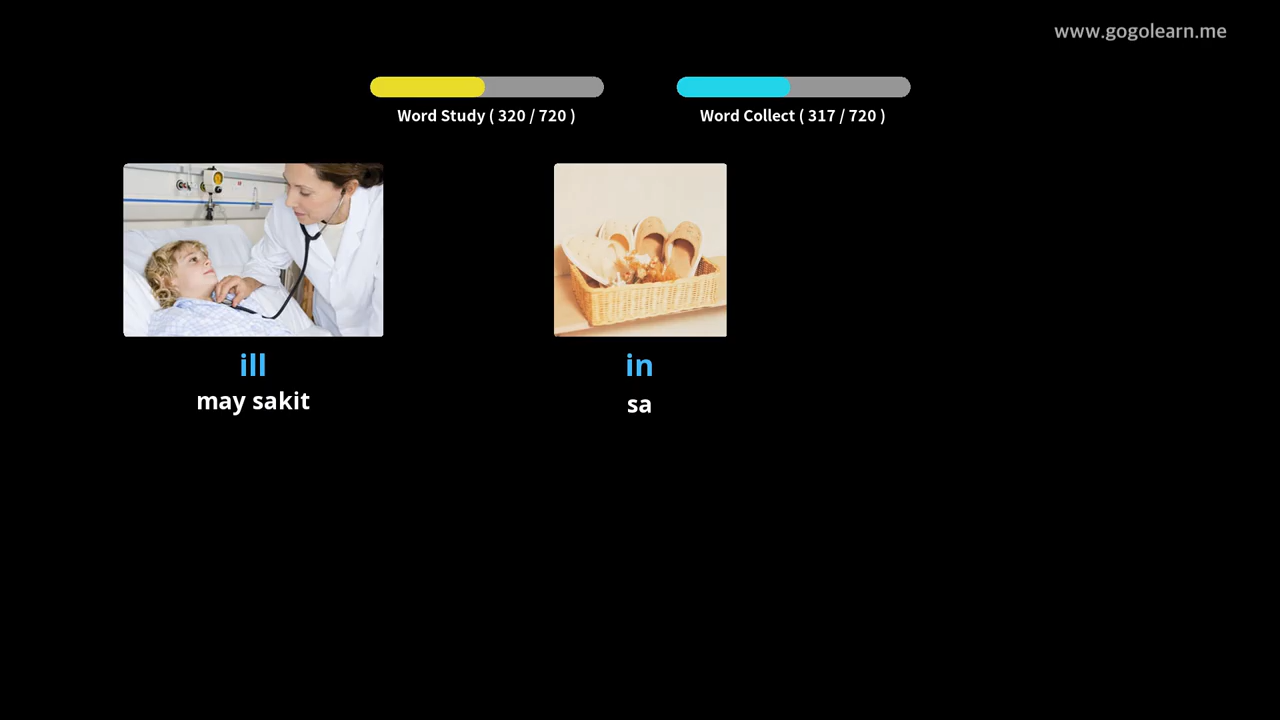 www.gogolearn.me
Word Study ( 320 / 720 )
Word Collect ( 317 / 720 )
ill
may sakit
in
sa